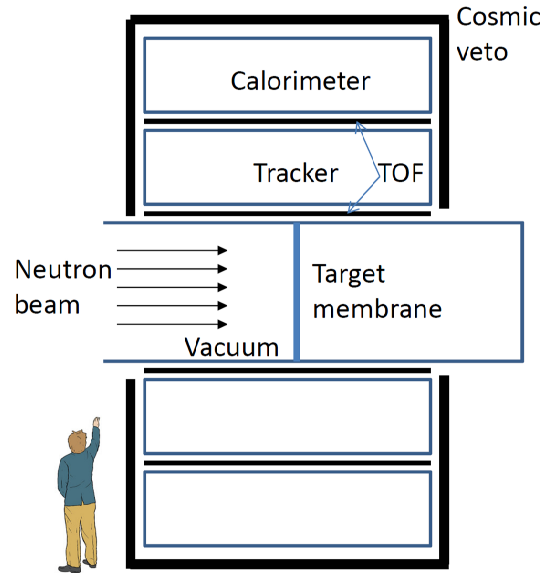 Cosmic
veto
Calorimeter
Tracker
TOF
Neutron
beam
Target
membrane
Vacuum